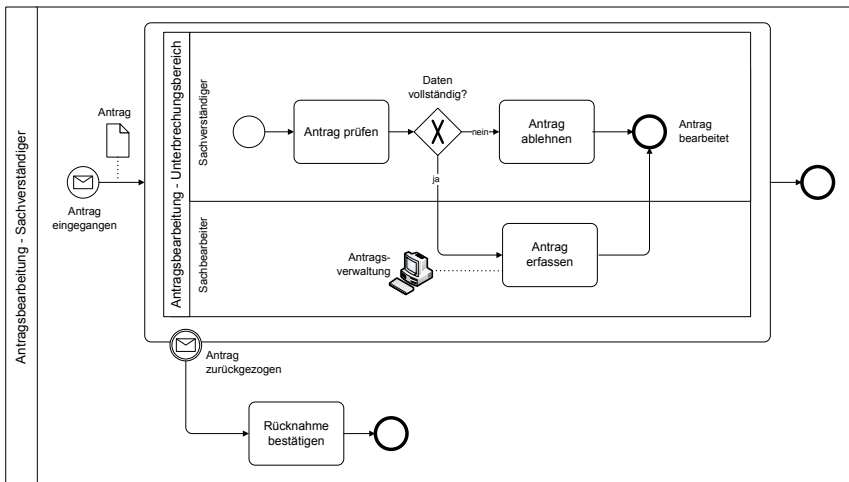 Antragsbearbeitung - Sachverständiger
Antrag
Antrag
eingegangen
Antragsbearbeitung - Unterbrechungsbereich
Sachverständiger
Antrag prüfen
Daten
vollständig?
nein
ja
Antrag
ablehnen
Antrag
bearbeitet
Sachbearbeiter
Antrags-
verwaltung
Antrag
erfassen
Antrag
zurückgezogen
Rücknahme
bestätigen